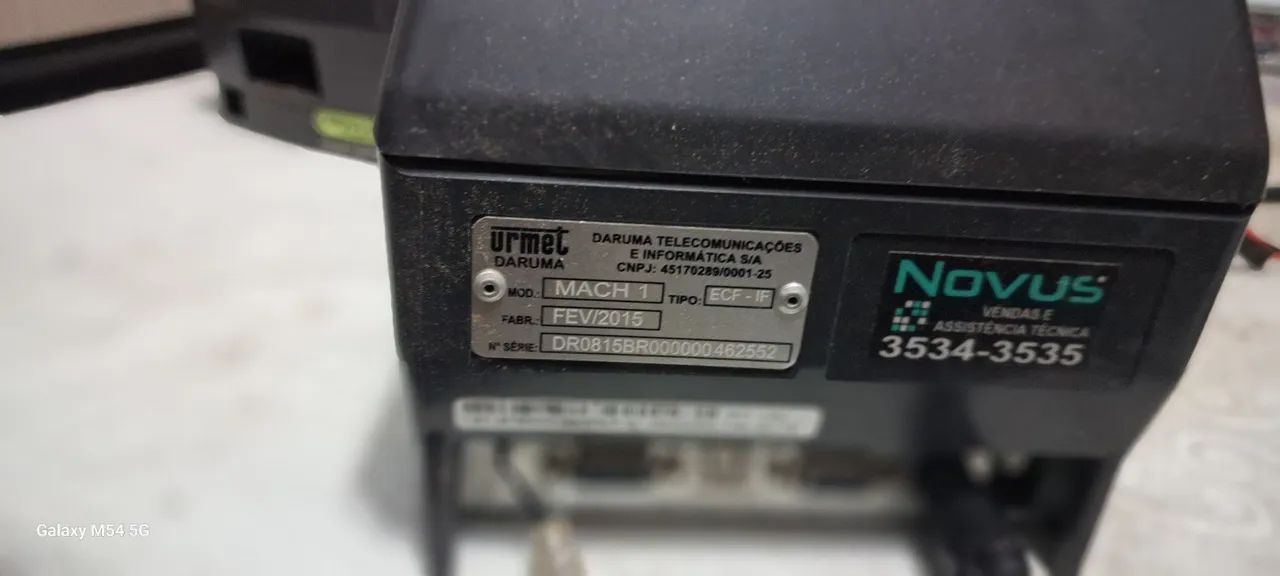 urmet
DARUMA
DARUMA TELECOMUNICAÇÕES
E INFORMÁTICA S/A
CNPJ: 45170289/0001-25
MOD.: MACH 1 TIPO: ECF - IF
FABR.: FEV/2015
Nº SÉRIE: DR0815BR000000462552
NOVUS
VENDAS E
ASSISTÊNCIA TÉCNICA
3534-3535
Galaxy M54 5G